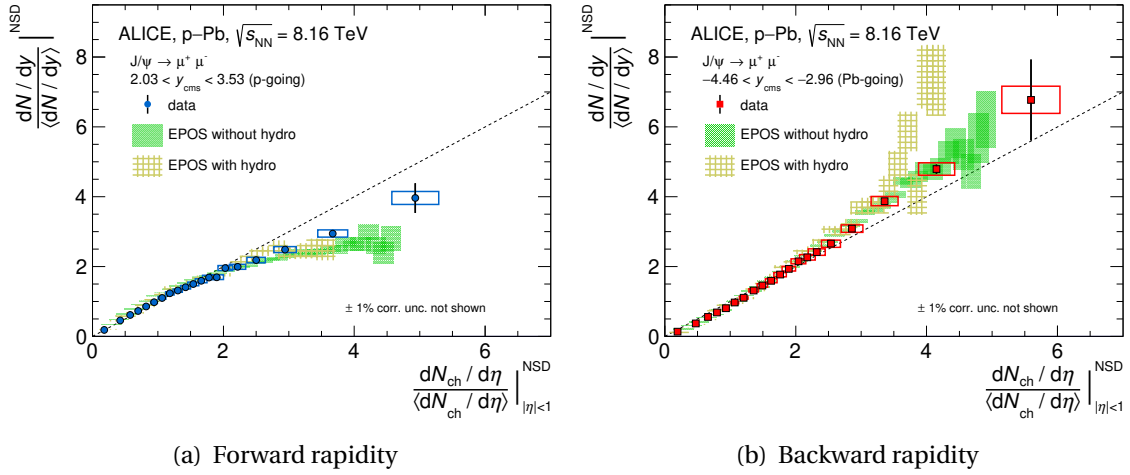 dN / dy
⟨dN / dy⟩ |NSD
ALICE, p–Pb, √sNN = 8.16 TeV
J/ψ → μ+ μ-
2.03 < ycms < 3.53 (p-going)
data
EPOS without hydro
EPOS with hydro
± 1% corr. unc. not shown
8
6
4
2
0
0 2 4 6
dNch / dη
⟨dNch / dη⟩ |NSD|η|<1
(a) Forward rapidity
dN / dy
⟨dN / dy⟩ |NSD
ALICE, p–Pb, √sNN = 8.16 TeV
J/ψ → μ+ μ-
−4.46 < ycms < −2.96 (Pb-going)
data
EPOS without hydro
EPOS with hydro
± 1% corr. unc. not shown
8
6
4
2
0
0 2 4 6
dNch / dη
⟨dNch / dη⟩ |NSD|η|<1
(b) Backward rapidity